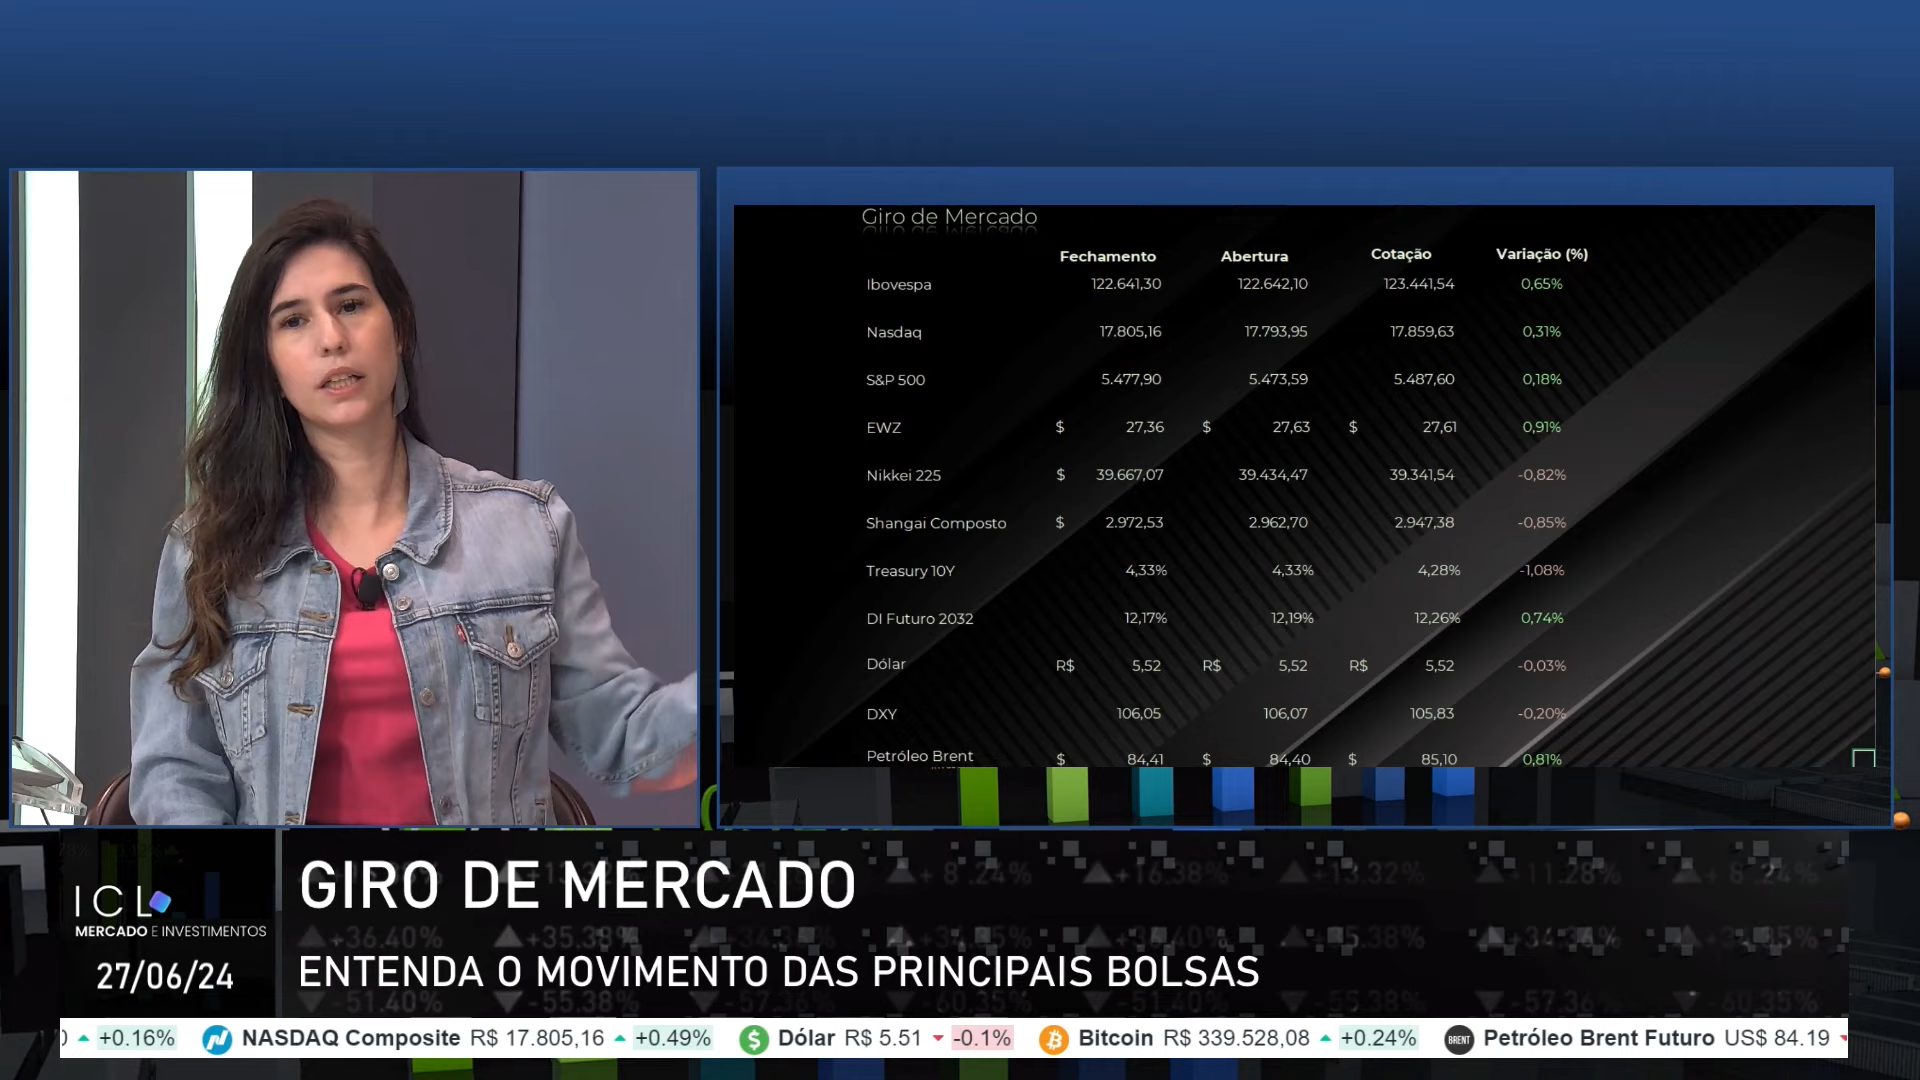 Giro de Mercado
Fechamento Abertura Cotação Variação (%)
Ibovespa 122.641,30 122.642,10 123.441,54 0,65%
Nasdaq 17.805,16 17.793,95 17.859,63 0,31%
S&P 500 5.477,90 5.473,59 5.487,60 0,18%
EWZ $ 27,36 $ 27,63 $ 27,61 0,91%
Nikkei 225 $ 39.667,07 39.434,47 39.341,54 -0,82%
Shangai Composto $ 2.972,53 2.962,70 2.947,38 -0,85%
Treasury 10Y 4,33% 4,33% 4,28% -1,08%
DI Futuro 2032 12,17% 12,19% 12,26% 0,74%
Dólar R$ 5,52 R$ 5,52 R$ 5,52 -0,03%
DXY 106,05 106,07 105,83 -0,20%
Petróleo Brent $ 84,41 $ 84,40 $ 85,10 0,81%
ICL
MERCADO E INVESTIMENTOS
27/06/24
GIRO DE MERCADO
ENTENDA O MOVIMENTO DAS PRINCIPAIS BOLSAS
+0.16% NASDAQ Composite R$ 17.805,16 +0.49% Dólar R$ 5.51 -0.1% Bitcoin R$ 339.528,08 +0.24% BRENT Petróleo Brent Futuro US$ 84.19